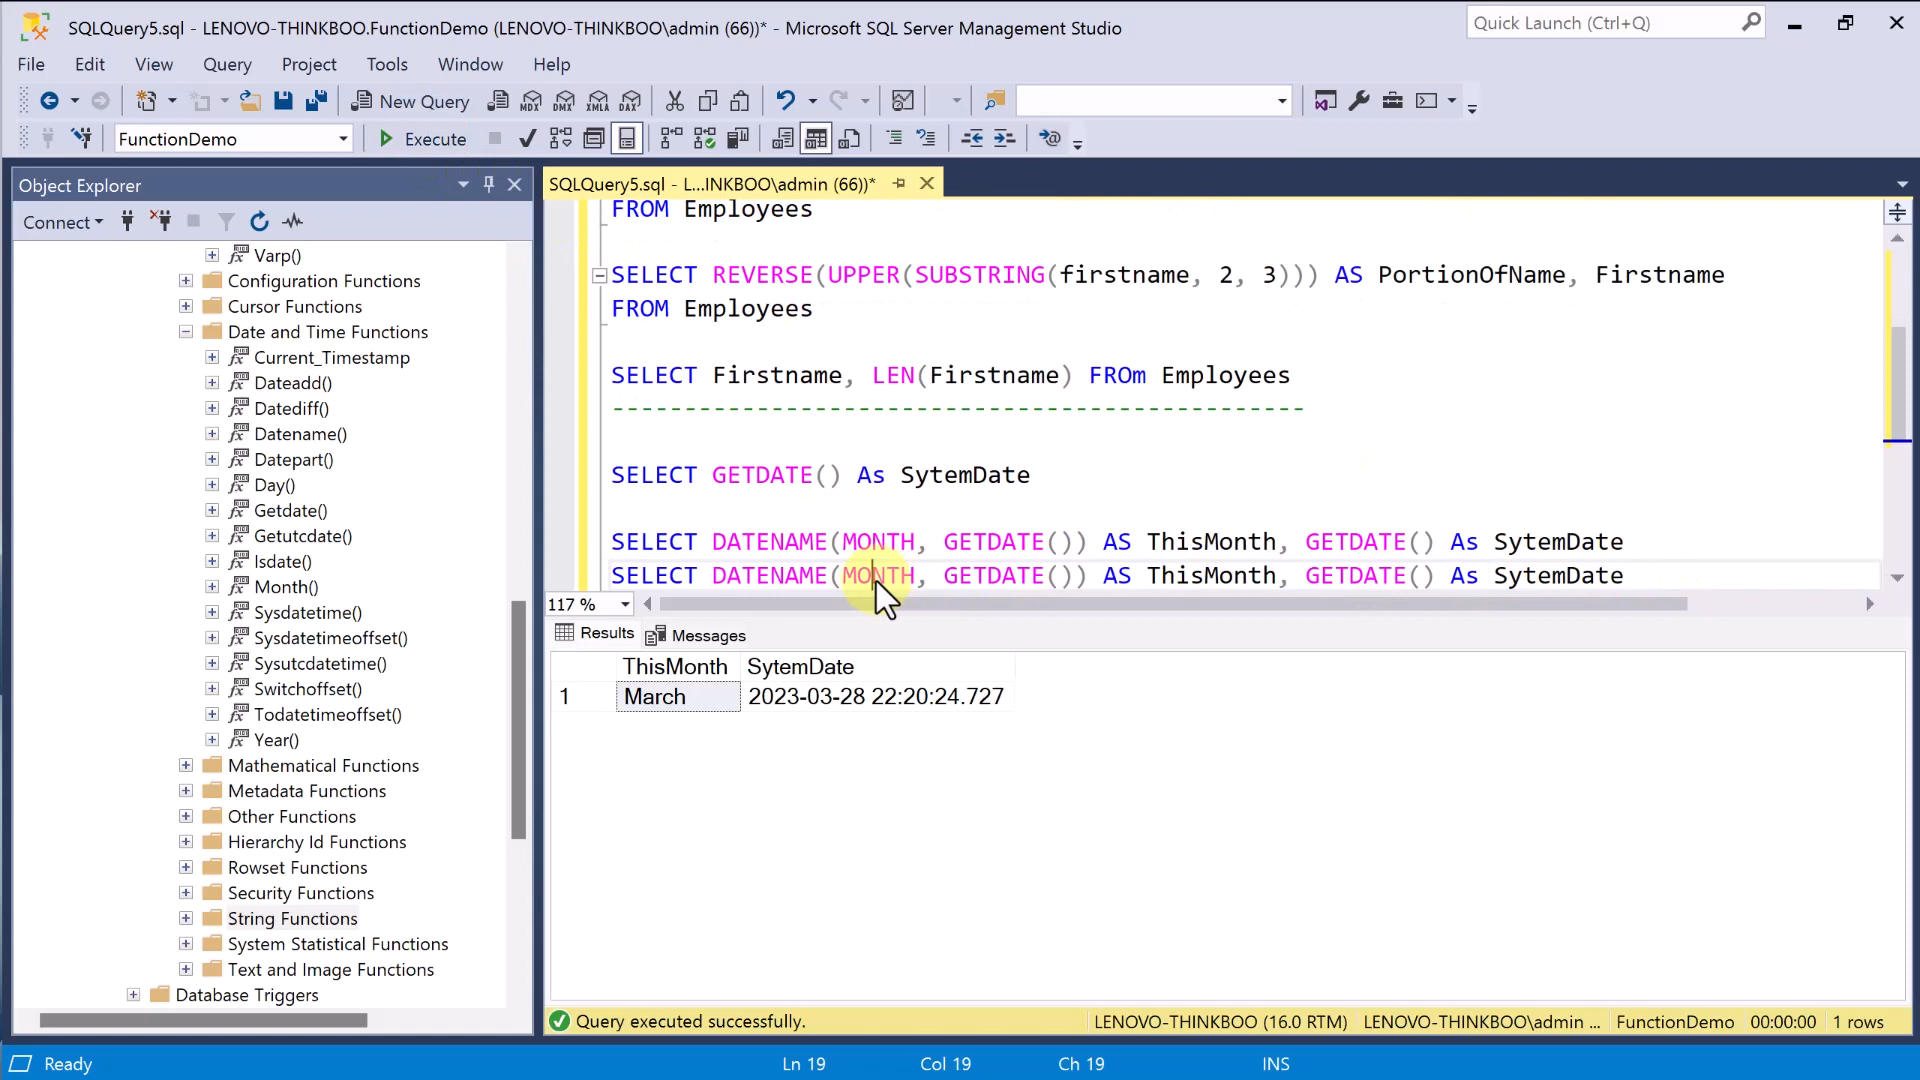 SQLQuery5.sql - LENOVO-THINKBOO.FunctionDemo (LENOVO-THINKBOO\admin (66))* - Microsoft SQL Server Management Studio
Quick Launch (Ctrl+Q)
File Edit View Query Project Tools Window Help
New Query MDX DMX XMLA DAX
FunctionDemo Execute
Object Explorer
Connect
Varp()
Configuration Functions
Cursor Functions
Date and Time Functions
Current_Timestamp
Dateadd()
Datediff()
Datename()
Datepart()
Day()
Getdate()
Getutcdate()
Isdate()
Month()
Sysdatetime()
Sysdatetimeoffset()
Sysutcdatetime()
Switchoffset()
Todatetimeoffset()
Year()
Mathematical Functions
Metadata Functions
Other Functions
Hierarchy Id Functions
Rowset Functions
Security Functions
String Functions
System Statistical Functions
Text and Image Functions
Database Triggers
SQLQuery5.sql - L...INKBOO\admin (66))*
FROM Employees
SELECT REVERSE(UPPER(SUBSTRING(firstname, 2, 3))) AS PortionOfName, Firstname
FROM Employees
SELECT Firstname, LEN(Firstname) FROm Employees
------------------------------------------------
SELECT GETDATE() As SytemDate
SELECT DATENAME(MONTH, GETDATE()) AS ThisMonth, GETDATE() As SytemDate
SELECT DATENAME(MONTH, GETDATE()) AS ThisMonth, GETDATE() As SytemDate
117 %
Results Messages
ThisMonth SytemDate
1 March 2023-03-28 22:20:24.727
Query executed successfully. LENOVO-THINKBOO (16.0 RTM) LENOVO-THINKBOO\admin ... FunctionDemo 00:00:00 1 rows
Ready Ln 19 Col 19 Ch 19 INS